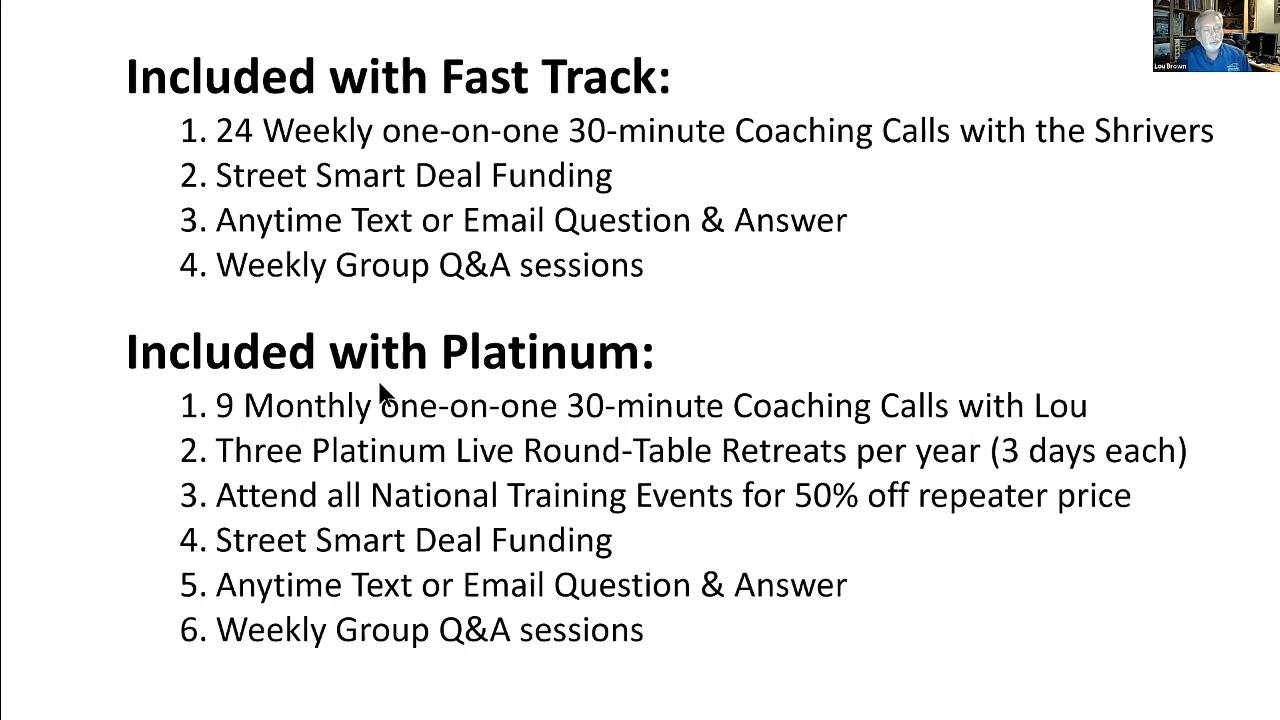 Lou Brown
Included with Fast Track:
1. 24 Weekly one-on-one 30-minute Coaching Calls with the Shrivers
2. Street Smart Deal Funding
3. Anytime Text or Email Question & Answer
4. Weekly Group Q&A sessions
Included with Platinum:
1. 9 Monthly one-on-one 30-minute Coaching Calls with Lou
2. Three Platinum Live Round-Table Retreats per year (3 days each)
3. Attend all National Training Events for 50% off repeater price
4. Street Smart Deal Funding
5. Anytime Text or Email Question & Answer
6. Weekly Group Q&A sessions